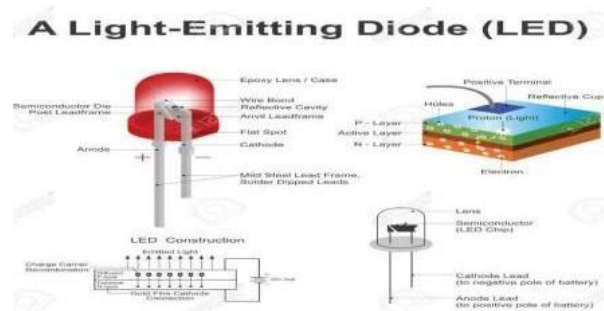 A Light-Emitting Diode (LED)
Epoxy Lens / Case
Wire Bond
Reflective Cavity
Semiconductor Die
Anvil Leadframe
Post Leadframe
Flat Spot
Anode
Cathode
+
−
Mild Steel Lead Frame,
Solder Dipped Leads
Positive Terminal
Reflective Cup
Holes
Proton (Light)
P - Layer
Active Layer
N - Layer
Electron
LED Construction
Emitted Light
Charge Carrier
Recombination
Gold Film Cathode
Connection
Lens
Semiconductor
(LED Chip)
Cathode Lead
(to negative pole of battery)
Anode Lead
(to positive pole of battery)